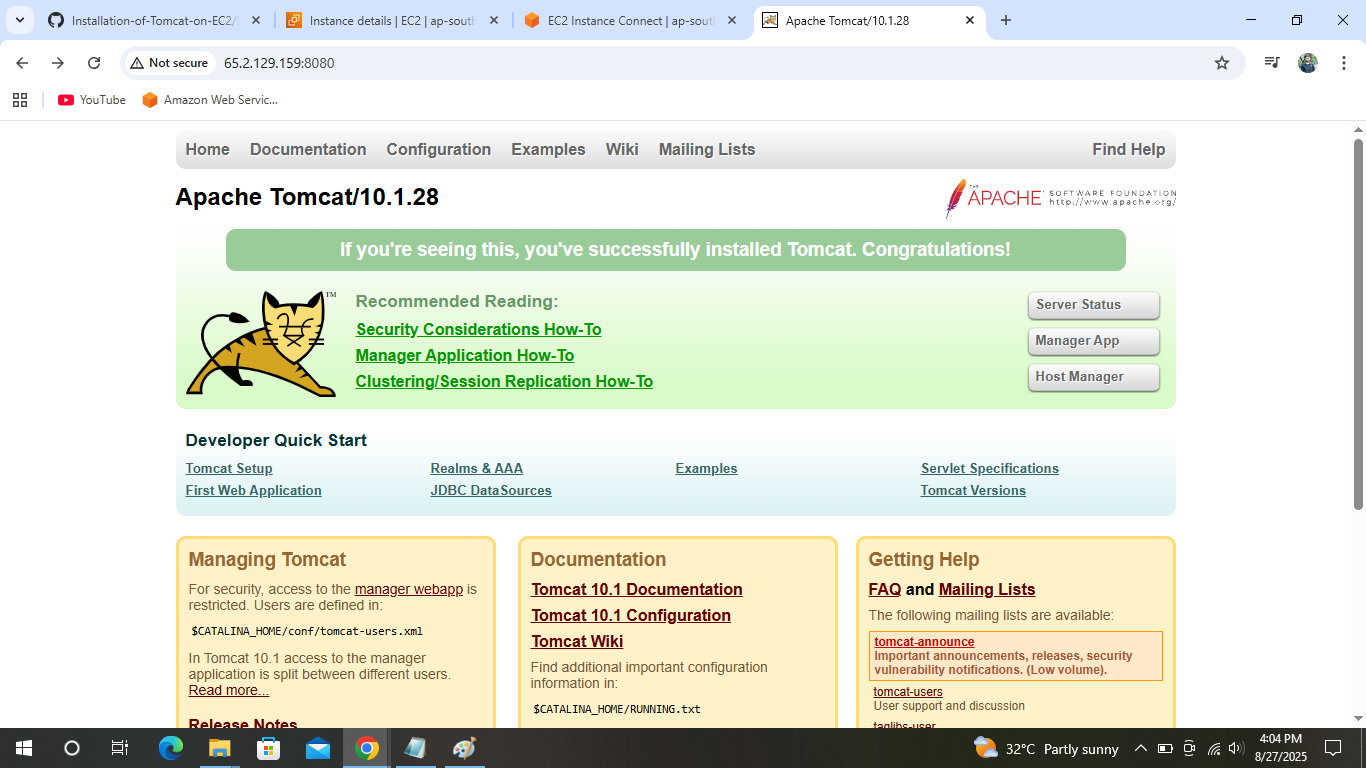 Installation-of-Tomcat-on-EC2/
Instance details | EC2 | ap-south
EC2 Instance Connect | ap-sout
Apache Tomcat/10.1.28
Not secure
65.2.129.159:8080
YouTube
Amazon Web Servic...
Home
Documentation
Configuration
Examples
Wiki
Mailing Lists
Find Help
Apache Tomcat/10.1.28
THE APACHE SOFTWARE FOUNDATION
http://www.apache.org/
If you're seeing this, you've successfully installed Tomcat. Congratulations!
TM
Recommended Reading:
Security Considerations How-To
Manager Application How-To
Clustering/Session Replication How-To
Server Status
Manager App
Host Manager
Developer Quick Start
Tomcat Setup
First Web Application
Realms & AAA
JDBC DataSources
Examples
Servlet Specifications
Tomcat Versions
Managing Tomcat
For security, access to the manager webapp is
restricted. Users are defined in:
$CATALINA_HOME/conf/tomcat-users.xml
In Tomcat 10.1 access to the manager
application is split between different users.
Read more...
Release Notes
Documentation
Tomcat 10.1 Documentation
Tomcat 10.1 Configuration
Tomcat Wiki
Find additional important configuration
information in:
$CATALINA_HOME/RUNNING.txt
Getting Help
FAQ and Mailing Lists
The following mailing lists are available:
tomcat-announce
Important announcements, releases, security
vulnerability notifications. (Low volume).
tomcat-users
User support and discussion
taglibs-user
32°C Partly sunny
4:04 PM
8/27/2025